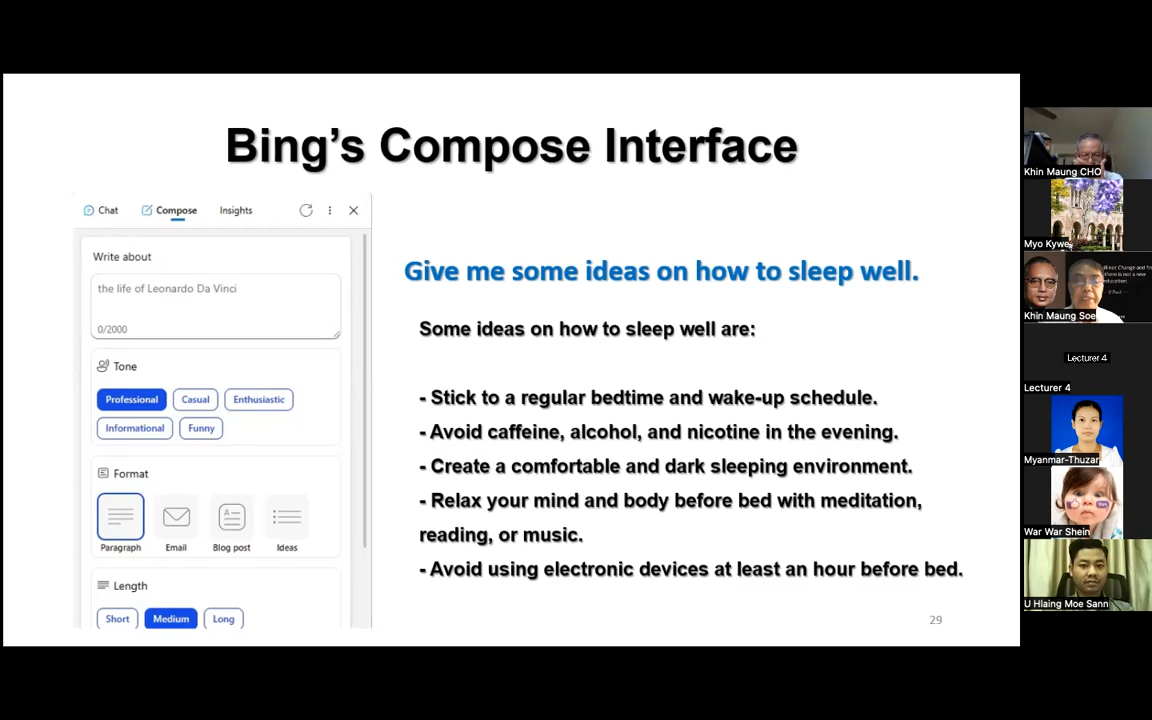 Bing's Compose Interface
Chat Compose Insights
Write about
the life of Leonardo Da Vinci
0/2000
Tone
Professional Casual Enthusiastic
Informational Funny
Format
Paragraph Email Blog post Ideas
Length
Short Medium Long
Give me some ideas on how to sleep well.
Some ideas on how to sleep well are:
- Stick to a regular bedtime and wake-up schedule.
- Avoid caffeine, alcohol, and nicotine in the evening.
- Create a comfortable and dark sleeping environment.
- Relax your mind and body before bed with meditation,
reading, or music.
- Avoid using electronic devices at least an hour before bed.
29
Khin Maung CHO
Myo Kywe
Khin Maung Soe
Lecturer 4
Lecturer 4
Myanmar-Thuzar
War War Shein
U Hlaing Moe Sann